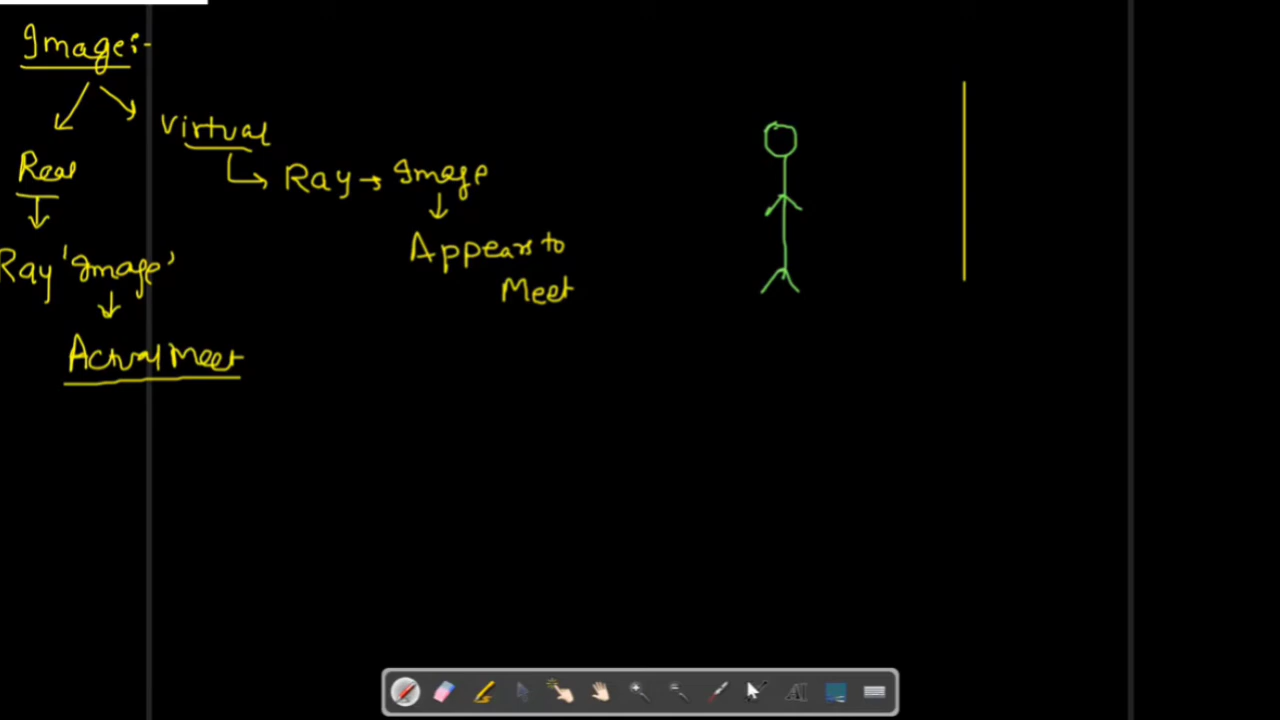 Image:-
Virtual
Real
Ray → Image
Ray 'Image'
Appears to
Meet
Actual Meet